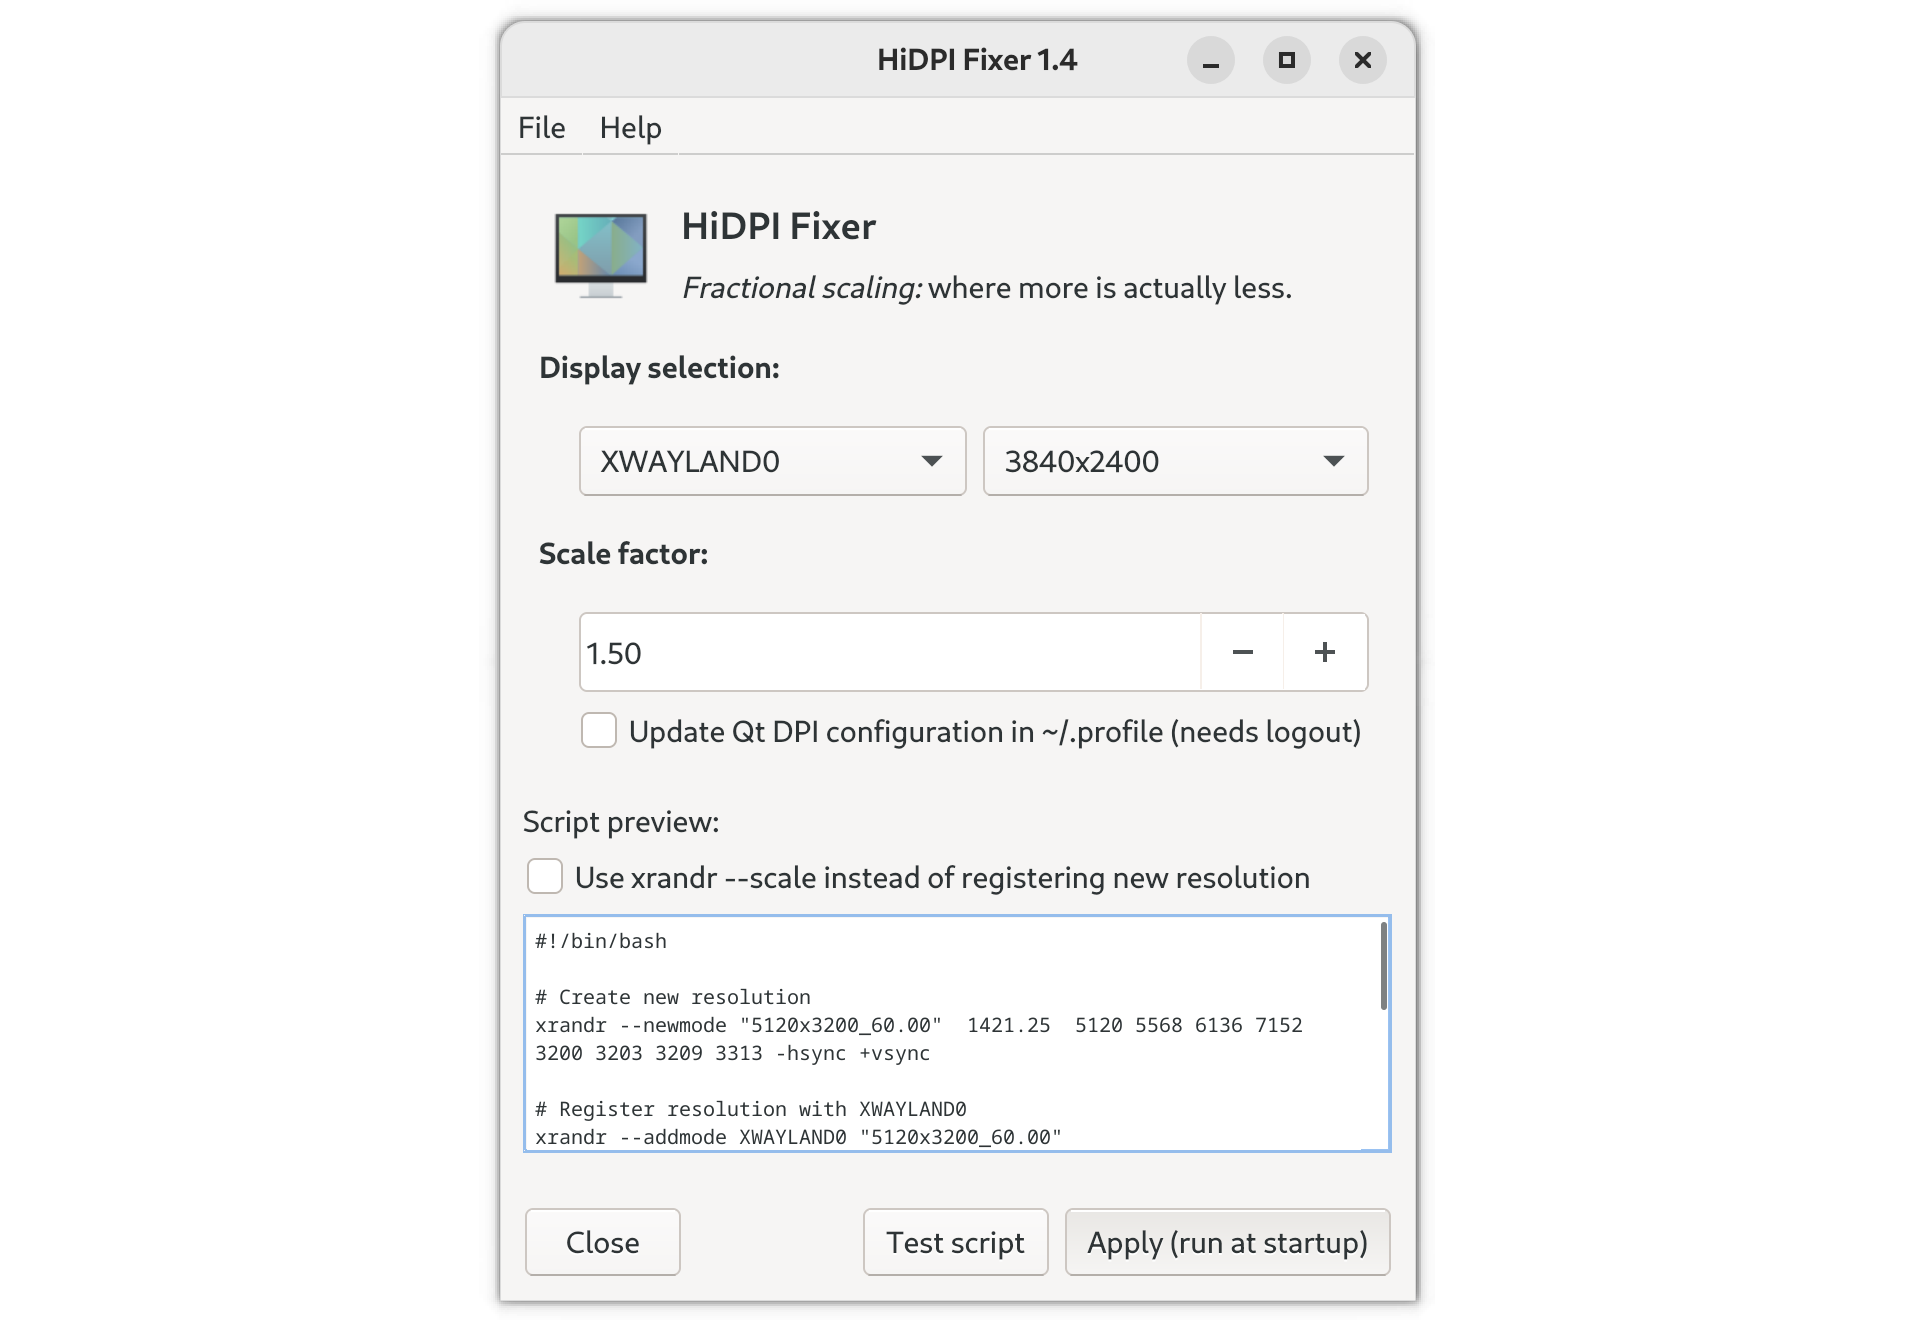 HiDPI Fixer 1.4
File Help
HiDPI Fixer
Fractional scaling: where more is actually less.
Display selection:
XWAYLAND0 3840x2400
Scale factor:
1.50 − +
Update Qt DPI configuration in ~/.profile (needs logout)
Script preview:
Use xrandr --scale instead of registering new resolution
#!/bin/bash
# Create new resolution
xrandr --newmode "5120x3200_60.00"  1421.25  5120 5568 6136 7152
3200 3203 3209 3313 -hsync +vsync
# Register resolution with XWAYLAND0
xrandr --addmode XWAYLAND0 "5120x3200_60.00"
Close Test script Apply (run at startup)